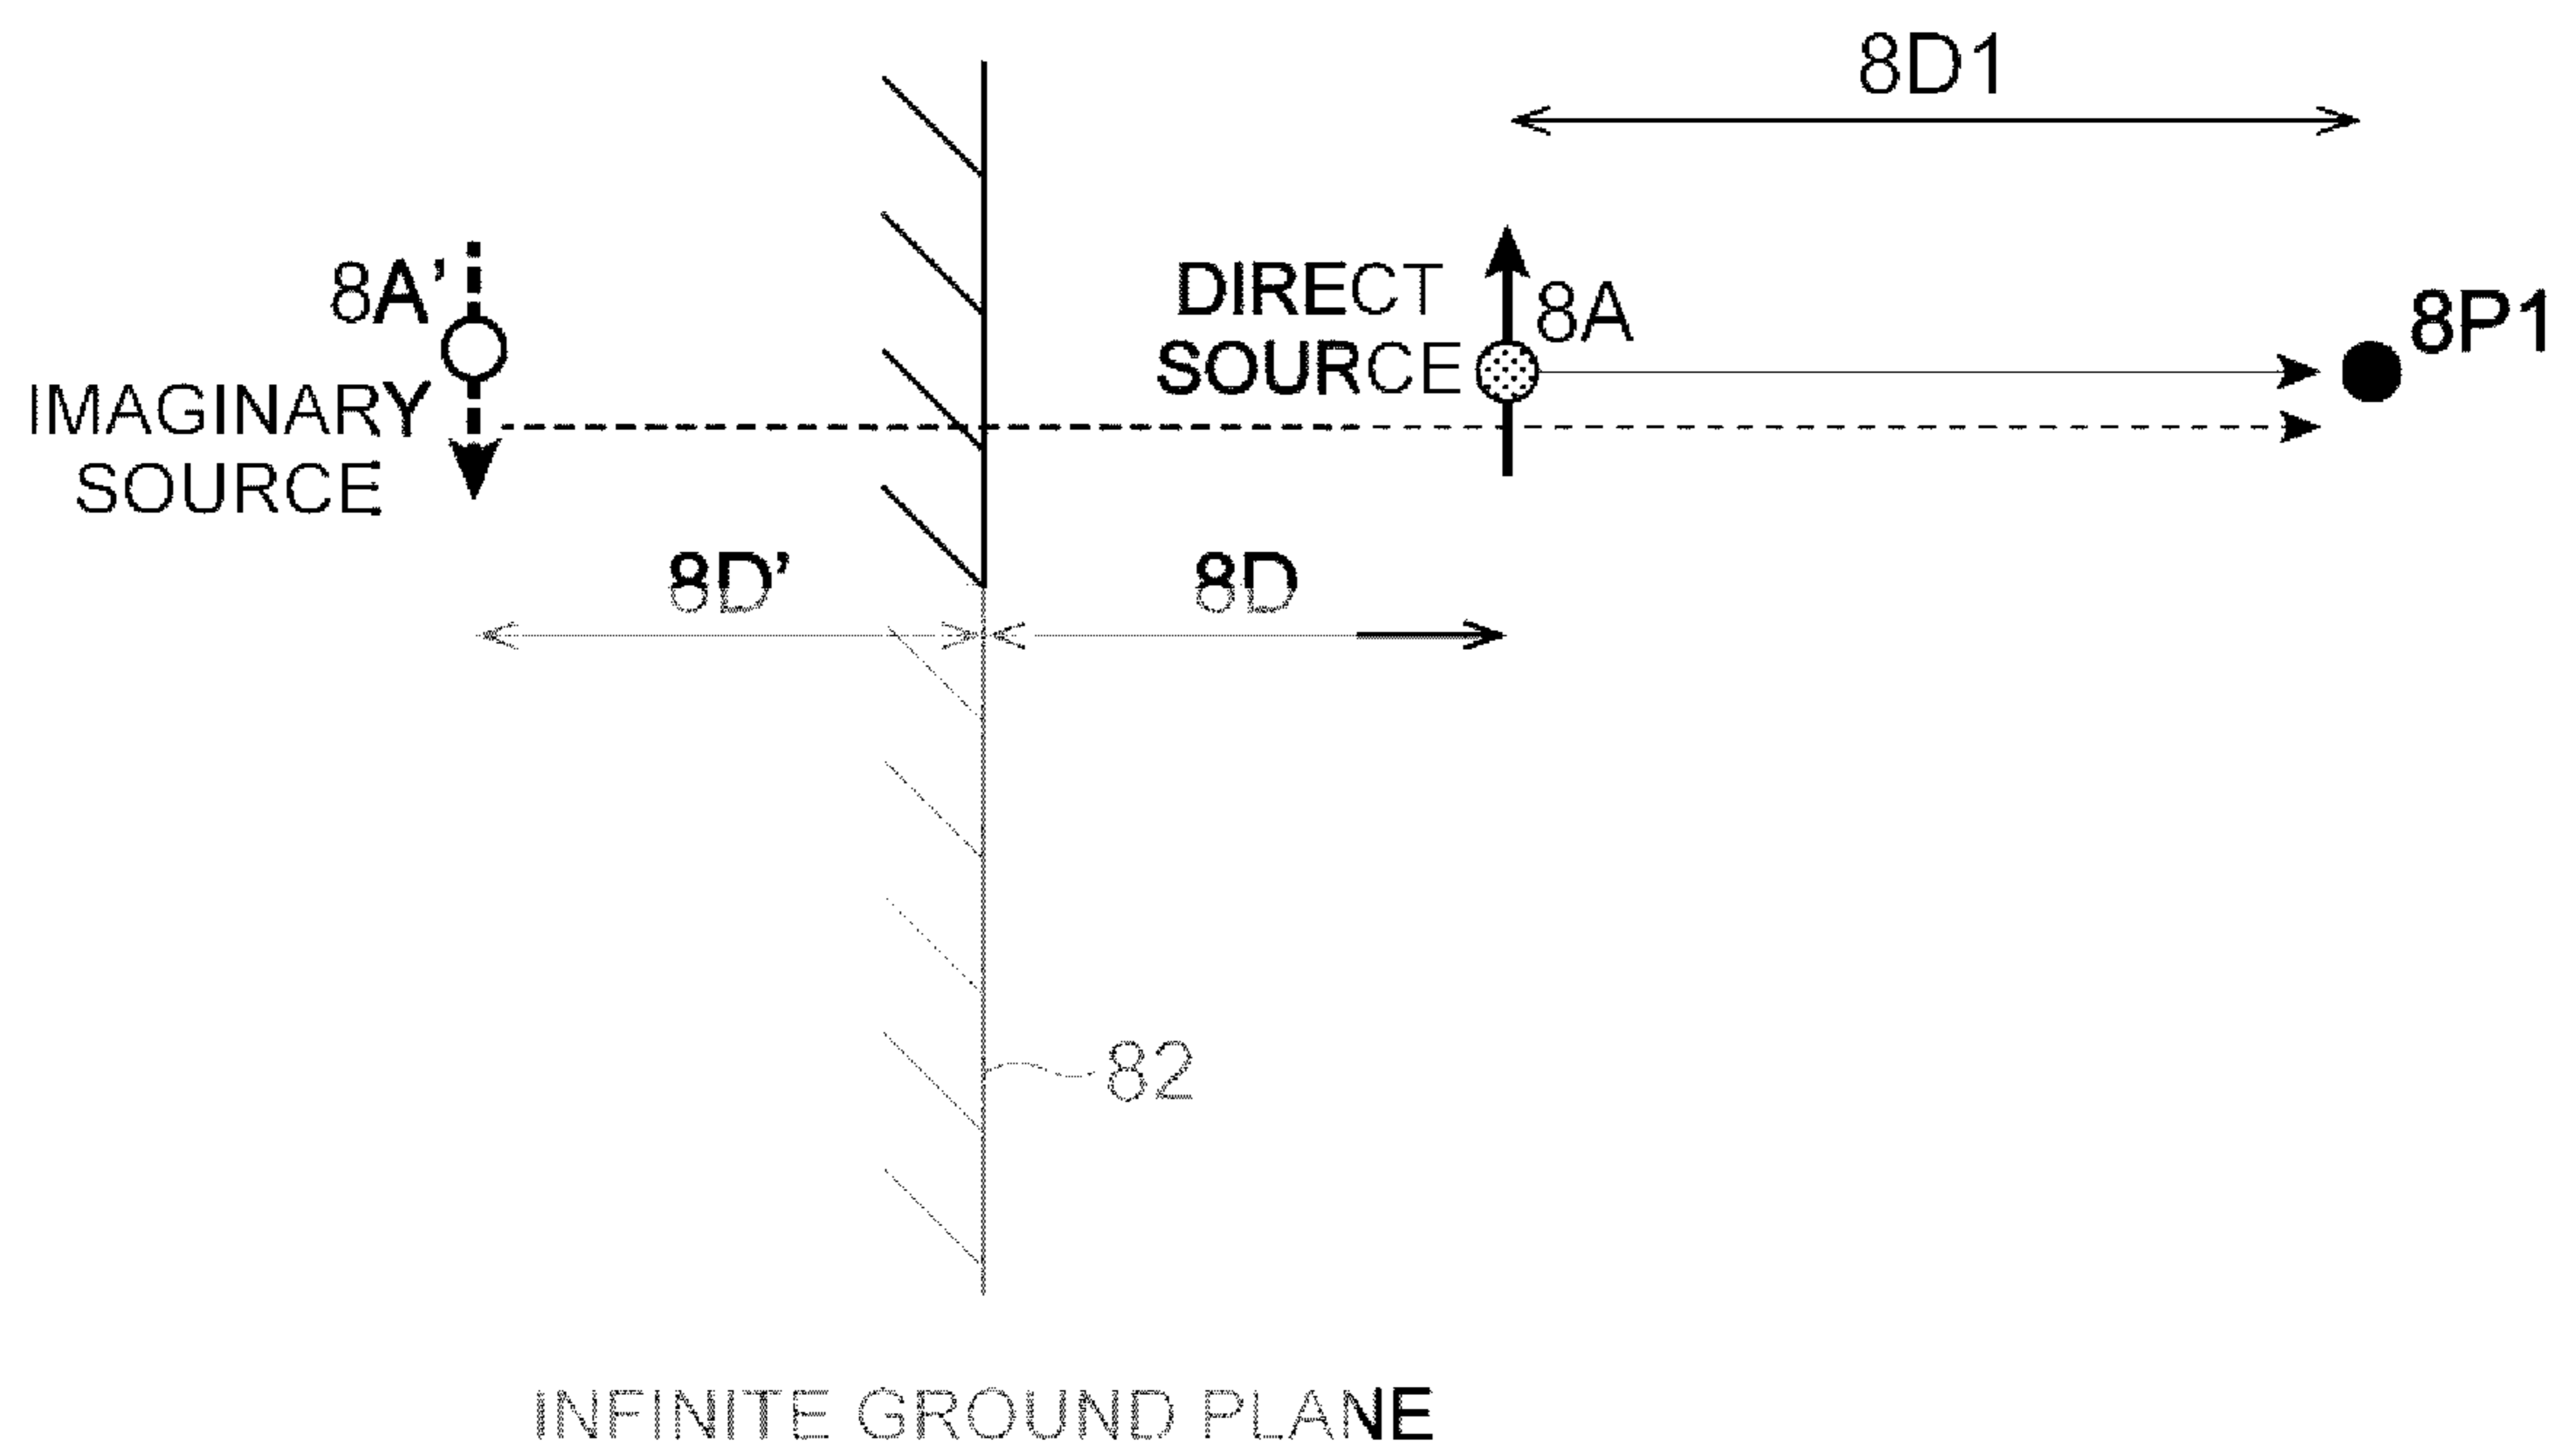 8D1
8A'
IMAGINARY
SOURCE
DIRECT
SOURCE
8A
8P1
8D'
8D
82
INFINITE GROUND PLANE